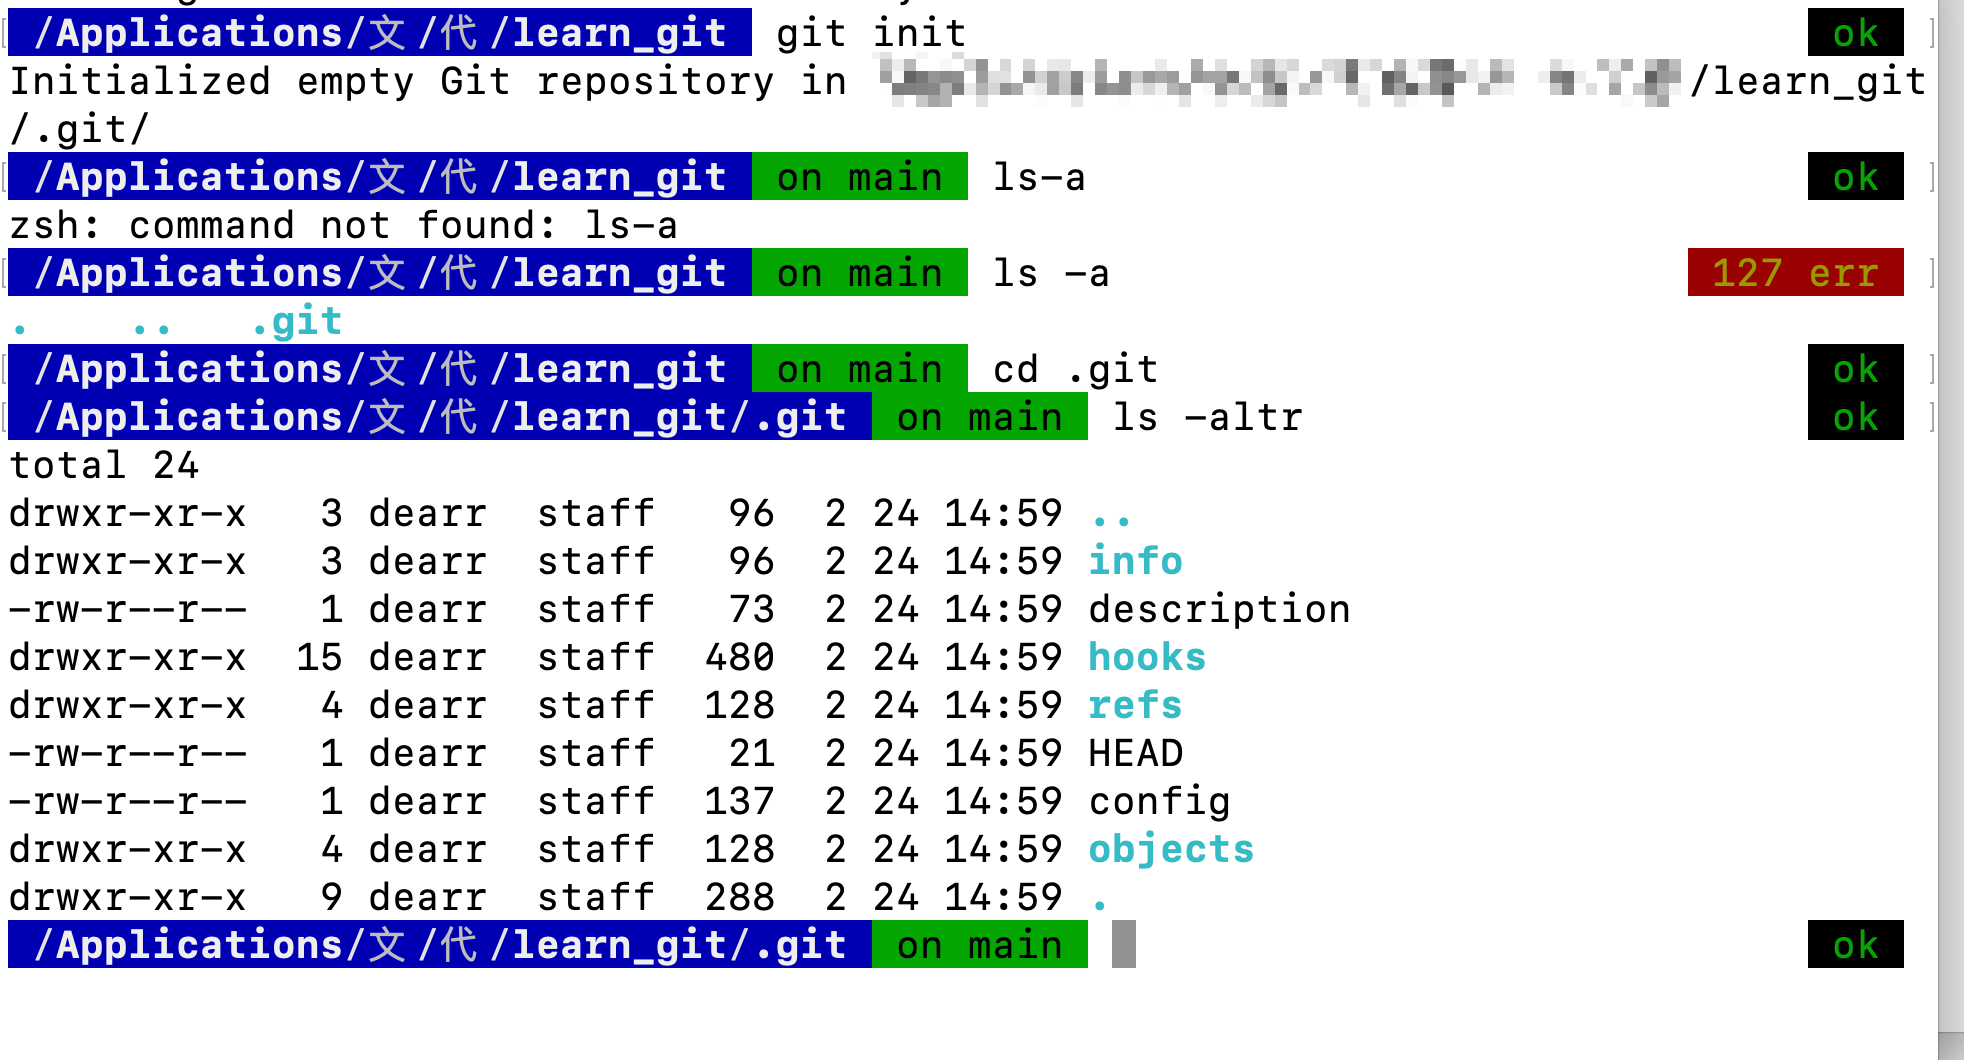 /Applications/文 /代 /learn_git git init ok
Initialized empty Git repository in /learn_git
/.git/
/Applications/文 /代 /learn_git on main ls-a ok
zsh: command not found: ls-a
/Applications/文 /代 /learn_git on main ls -a 127 err
. .. .git
/Applications/文 /代 /learn_git on main cd .git ok
/Applications/文 /代 /learn_git/.git on main ls -altr ok
total 24
drwxr-xr-x 3 dearr staff 96 2 24 14:59 ..
drwxr-xr-x 3 dearr staff 96 2 24 14:59 info
-rw-r--r-- 1 dearr staff 73 2 24 14:59 description
drwxr-xr-x 15 dearr staff 480 2 24 14:59 hooks
drwxr-xr-x 4 dearr staff 128 2 24 14:59 refs
-rw-r--r-- 1 dearr staff 21 2 24 14:59 HEAD
-rw-r--r-- 1 dearr staff 137 2 24 14:59 config
drwxr-xr-x 4 dearr staff 128 2 24 14:59 objects
drwxr-xr-x 9 dearr staff 288 2 24 14:59 .
/Applications/文 /代 /learn_git/.git on main ok